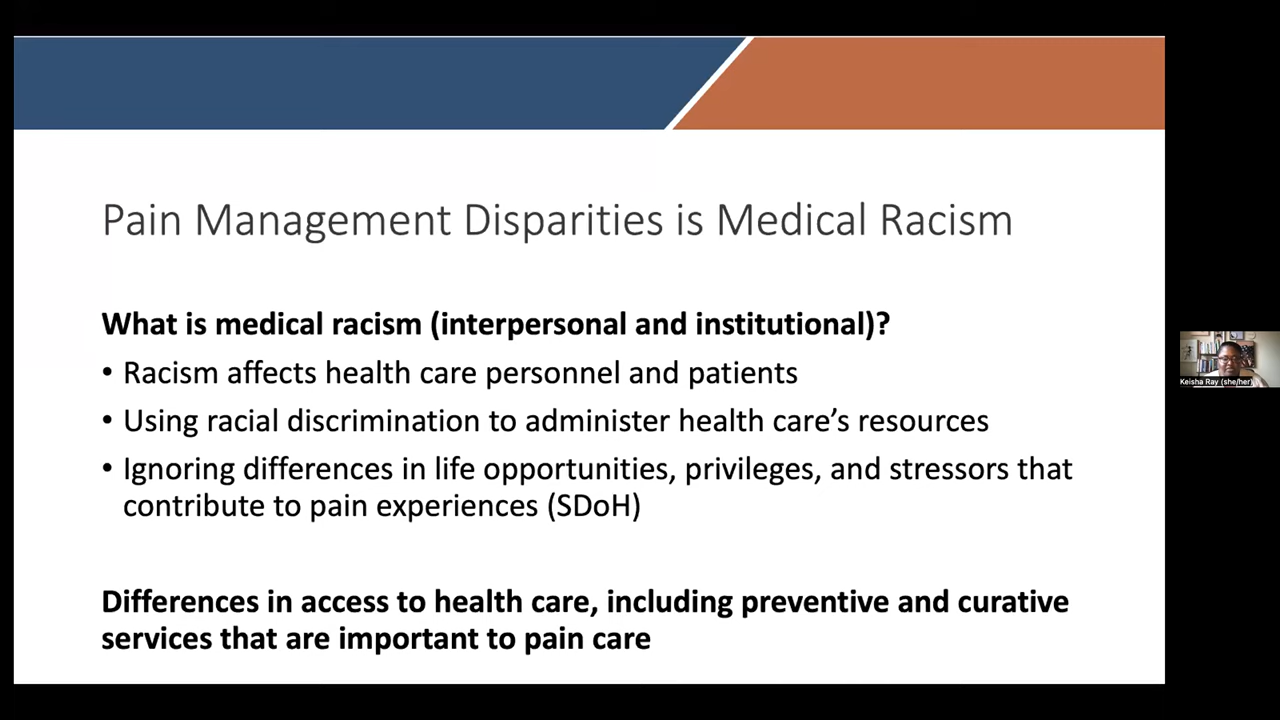 Pain Management Disparities is Medical Racism
What is medical racism (interpersonal and institutional)?
• Racism affects health care personnel and patients
• Using racial discrimination to administer health care’s resources
• Ignoring differences in life opportunities, privileges, and stressors that
contribute to pain experiences (SDoH)
Differences in access to health care, including preventive and curative
services that are important to pain care
Keisha Ray (she/her)